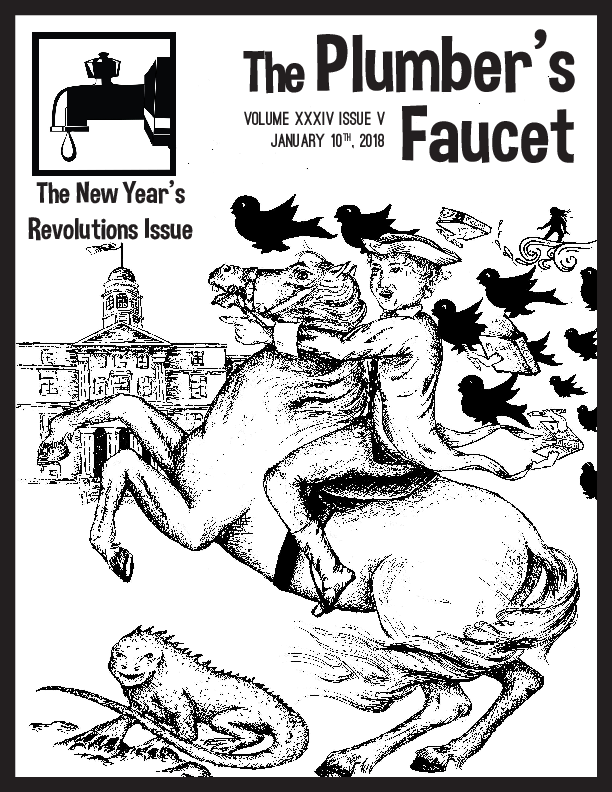 The Plumber's
Faucet
VOLUME XXXIV ISSUE V
JANUARY 10TH, 2018
The New Year's
Revolutions Issue